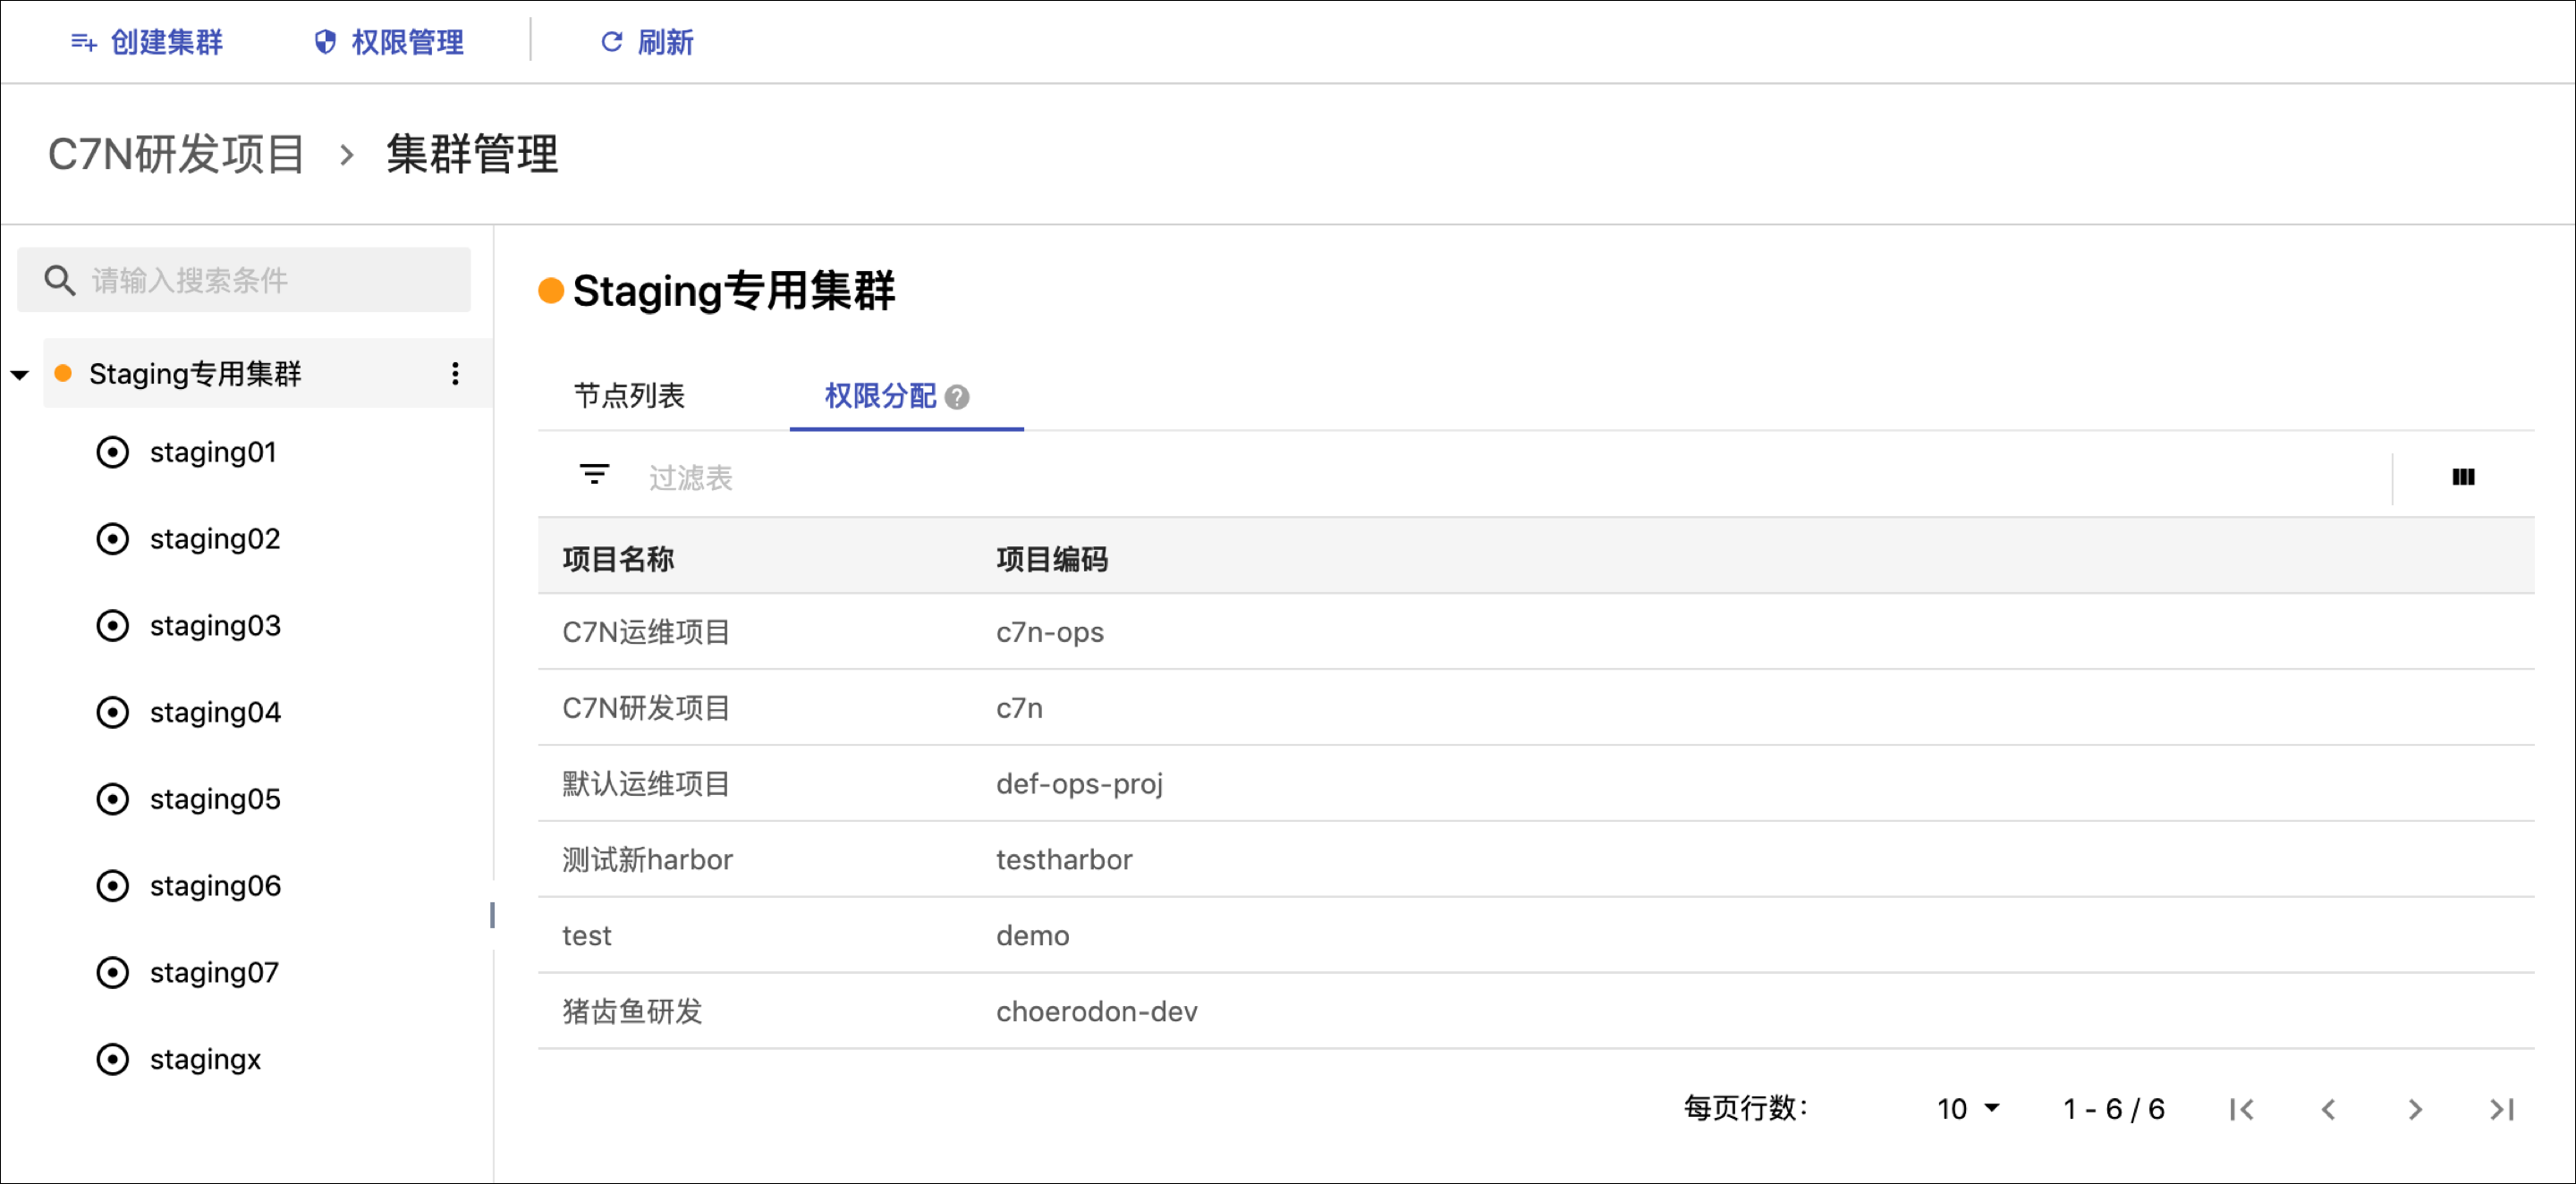 创建集群 权限管理 刷新
C7N研发项目 › 集群管理
请输入搜索条件
Staging专用集群
staging01
staging02
staging03
staging04
staging05
staging06
staging07
stagingx
Staging专用集群
节点列表 权限分配 ?
过滤表
项目名称 项目编码
C7N运维项目 c7n-ops
C7N研发项目 c7n
默认运维项目 def-ops-proj
测试新harbor testharbor
test demo
猪齿鱼研发 choerodon-dev
每页行数： 10 1 - 6 / 6